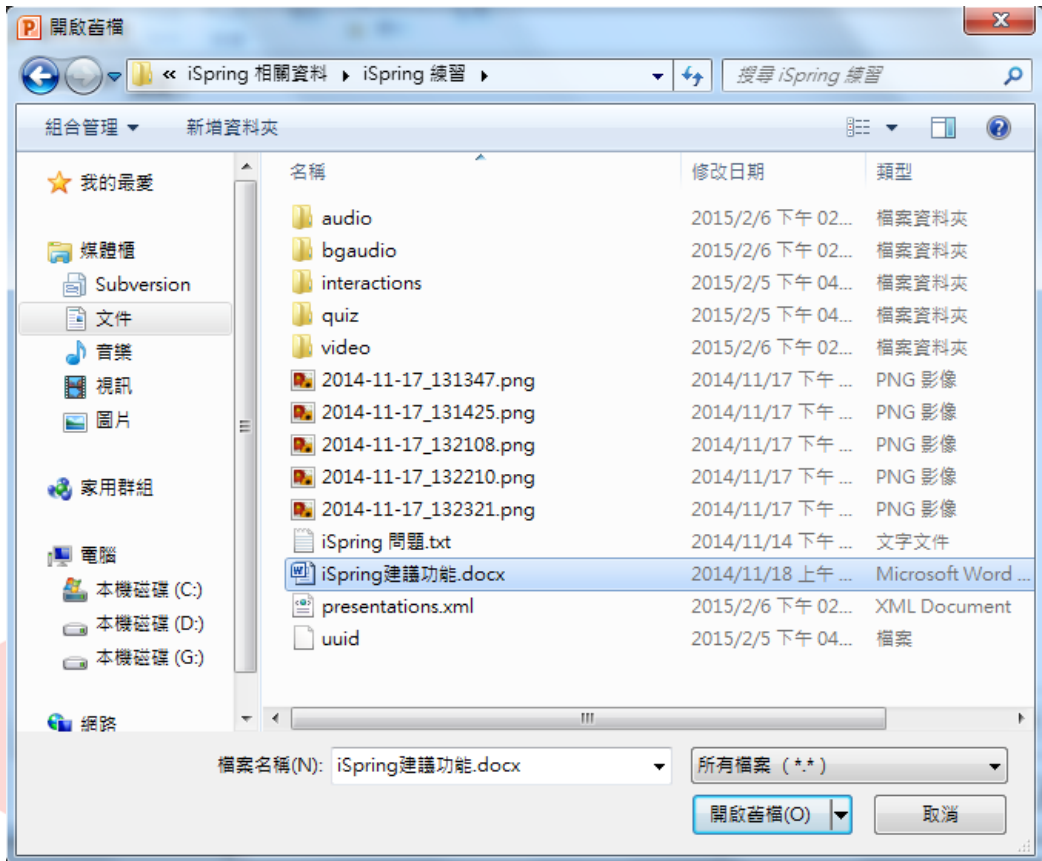 開啟舊檔
« iSpring 相關資料 ▸ iSpring 練習 ▸
搜尋 iSpring 練習
組合管理 新增資料夾
我的最愛
媒體櫃
Subversion
文件
音樂
視訊
圖片
家用群組
電腦
本機磁碟 (C:)
本機磁碟 (D:)
本機磁碟 (G:)
網路
名稱 修改日期 類型
audio 2015/2/6 下午 02... 檔案資料夾
bgaudio 2015/2/6 下午 02... 檔案資料夾
interactions 2015/2/5 下午 04... 檔案資料夾
quiz 2015/2/5 下午 04... 檔案資料夾
video 2015/2/6 下午 02... 檔案資料夾
2014-11-17_131347.png 2014/11/17 下午 ... PNG 影像
2014-11-17_131425.png 2014/11/17 下午 ... PNG 影像
2014-11-17_132108.png 2014/11/17 下午 ... PNG 影像
2014-11-17_132210.png 2014/11/17 下午 ... PNG 影像
2014-11-17_132321.png 2014/11/17 下午 ... PNG 影像
iSpring 問題.txt 2014/11/14 下午 ... 文字文件
iSpring建議功能.docx 2014/11/18 上午 ... Microsoft Word ...
presentations.xml 2015/2/6 下午 02... XML Document
uuid 2015/2/5 下午 04... 檔案
檔案名稱(N): iSpring建議功能.docx 所有檔案 (*.*)
開啟舊檔(O) 取消